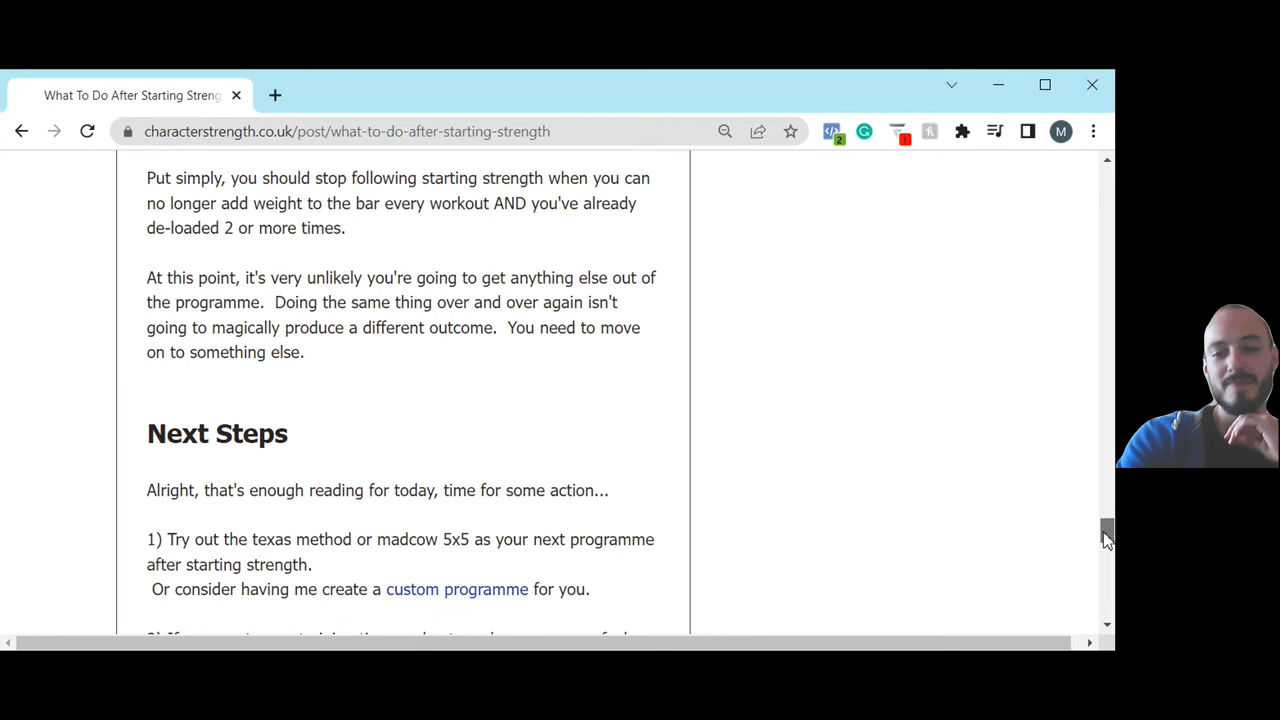 What To Do After Starting Streng
characterstrength.co.uk/post/what-to-do-after-starting-strength
2
!
M
Put simply, you should stop following starting strength when you can
no longer add weight to the bar every workout AND you've already
de-loaded 2 or more times.
At this point, it's very unlikely you're going to get anything else out of
the programme. Doing the same thing over and over again isn't
going to magically produce a different outcome. You need to move
on to something else.
Next Steps
Alright, that's enough reading for today, time for some action...
1) Try out the texas method or madcow 5x5 as your next programme
after starting strength.
Or consider having me create a custom programme for you.